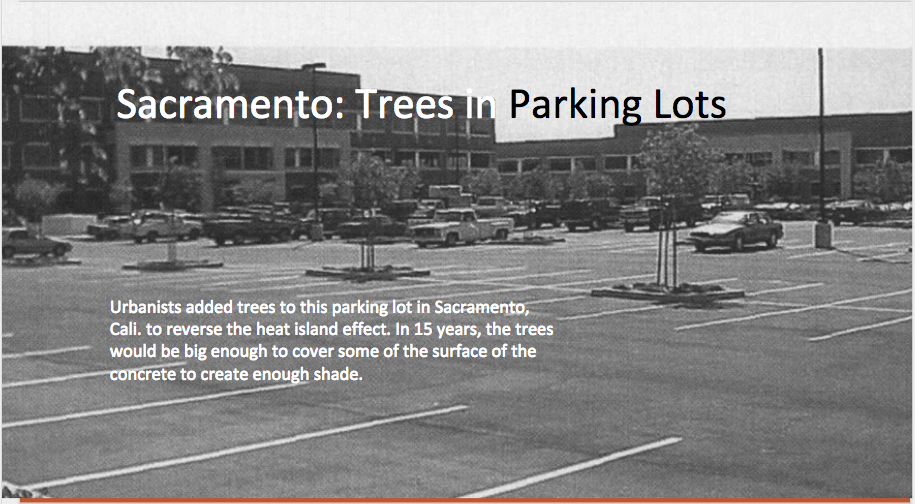 Sacramento: Trees in Parking Lots
Urbanists added trees to this parking lot in Sacramento,
Cali. to reverse the heat island effect. In 15 years, the trees
would be big enough to cover some of the surface of the
concrete to create enough shade.